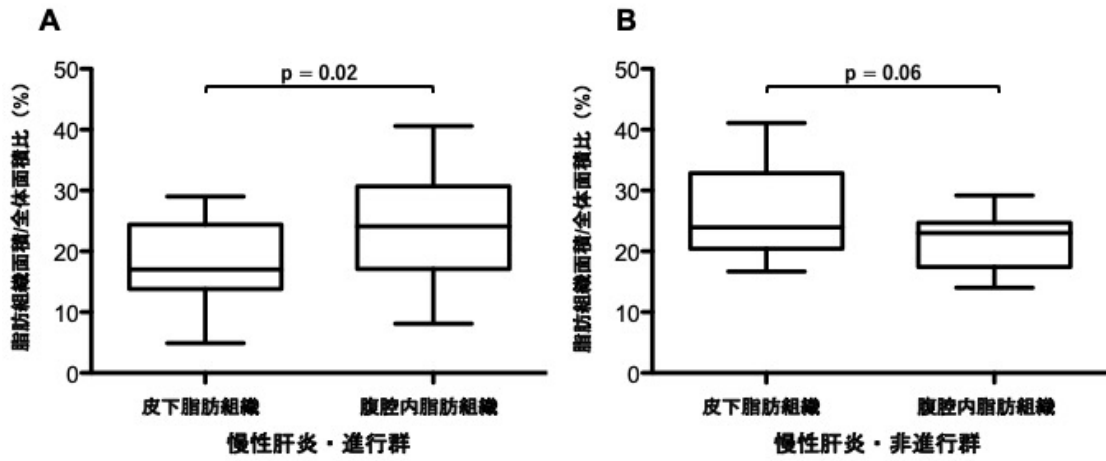 A
p = 0.02
脂肪組織面積/全体面積比（%）
50
40
30
20
10
0
皮下脂肪組織
腹腔内脂肪組織
慢性肝炎・進行群
B
p = 0.06
脂肪組織面積/全体面積比（%）
50
40
30
20
10
0
皮下脂肪組織
腹腔内脂肪組織
慢性肝炎・非進行群